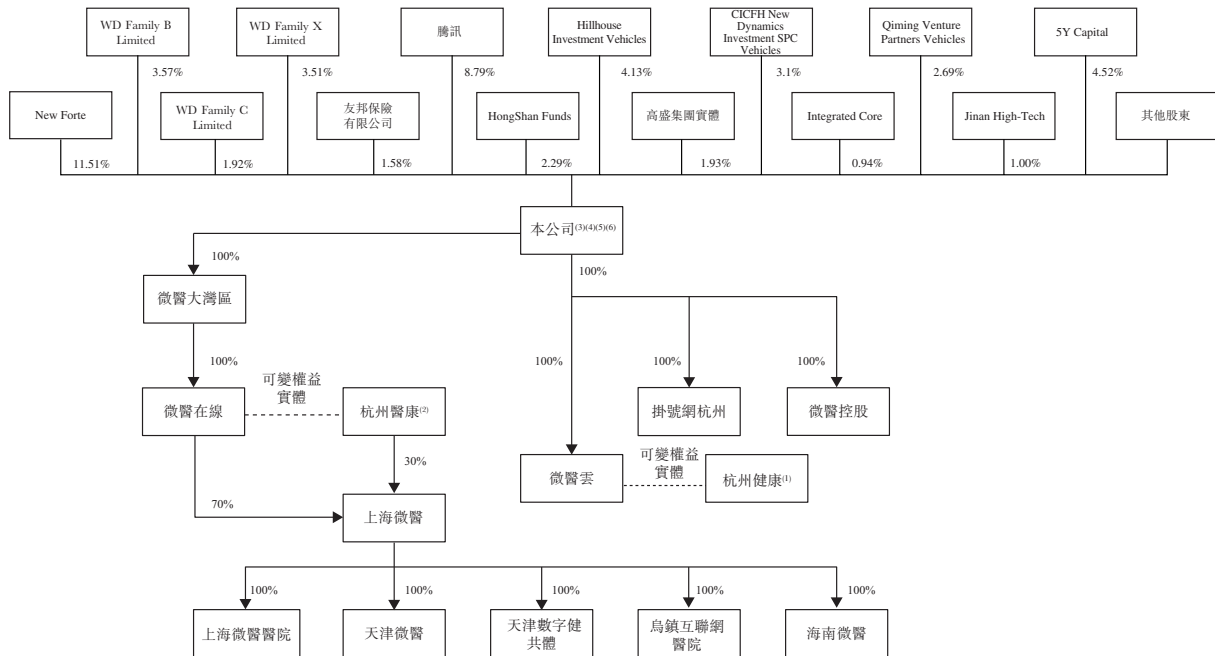 WD Family B
Limited
WD Family X
Limited
騰訊
Hillhouse
Investment Vehicles
CICFH New
Dynamics
Investment SPC
Vehicles
Qiming Venture
Partners Vehicles
5Y Capital
3.57%
3.51%
8.79%
4.13%
3.1%
2.69%
4.52%
New Forte
WD Family C
Limited
友邦保險
有限公司
HongShan Funds
高盛集團實體
Integrated Core
Jinan High-Tech
其他股東
11.51%
1.92%
1.58%
2.29%
1.93%
0.94%
1.00%
本公司(3)(4)(5)(6)
100%
100%
微醫大灣區
100%
100%
100%
100%
可變權益
實體
微醫在線
杭州醫康(2)
掛號網杭州
微醫控股
30%
可變權益
實體
微醫雲
杭州健康(1)
70%
上海微醫
100%
100%
100%
100%
100%
上海微醫醫院
天津微醫
天津數字健
共體
烏鎮互聯網
醫院
海南微醫